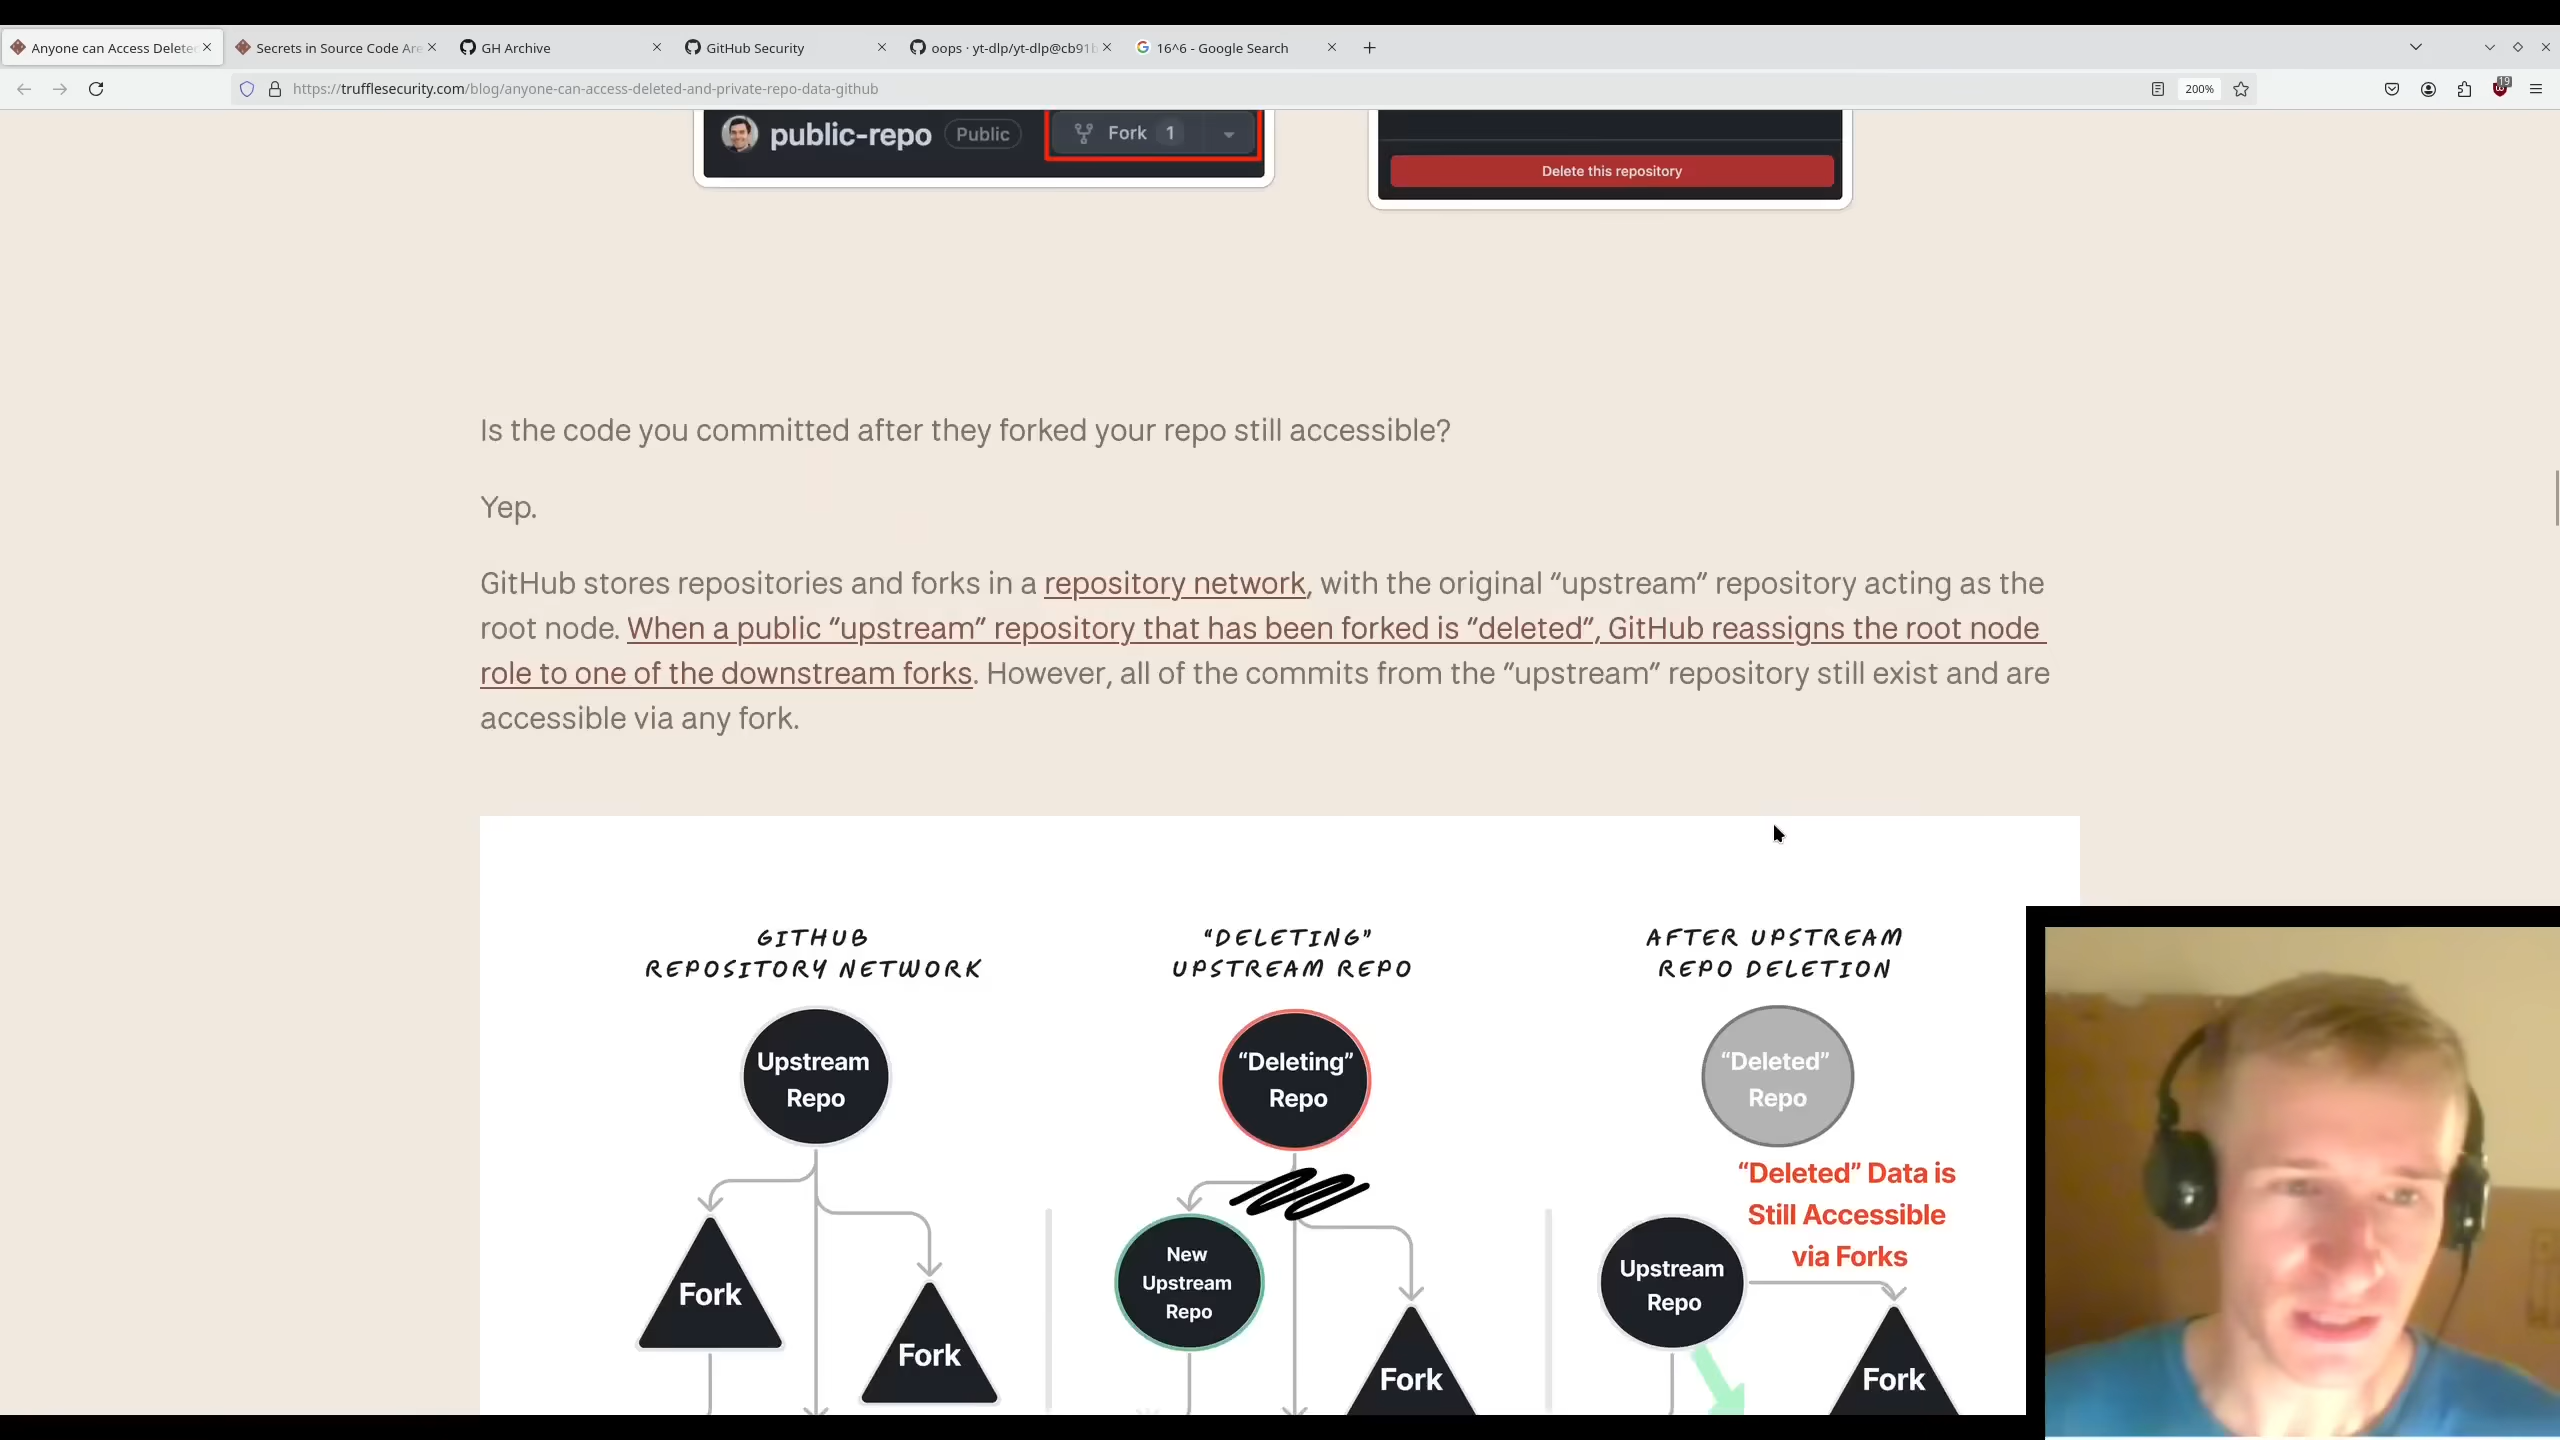 Anyone can Access Delete
Secrets in Source Code Are
GH Archive
GitHub Security
oops · yt-dlp/yt-dlp@cb91b
16^6 - Google Search
https://trufflesecurity.com/blog/anyone-can-access-deleted-and-private-repo-data-github
200%
19
public-repo Public Fork 1
Delete this repository
Is the code you committed after they forked your repo still accessible?
Yep.
GitHub stores repositories and forks in a repository network, with the original “upstream” repository acting as the
root node. When a public “upstream” repository that has been forked is “deleted”, GitHub reassigns the root node
role to one of the downstream forks. However, all of the commits from the “upstream” repository still exist and are
accessible via any fork.
GITHUB
REPOSITORY NETWORK
Upstream
Repo
Fork
Fork
“DELETING”
UPSTREAM REPO
“Deleting”
Repo
New
Upstream
Repo
Fork
AFTER UPSTREAM
REPO DELETION
“Deleted”
Repo
“Deleted” Data is
Still Accessible
via Forks
Upstream
Repo
Fork